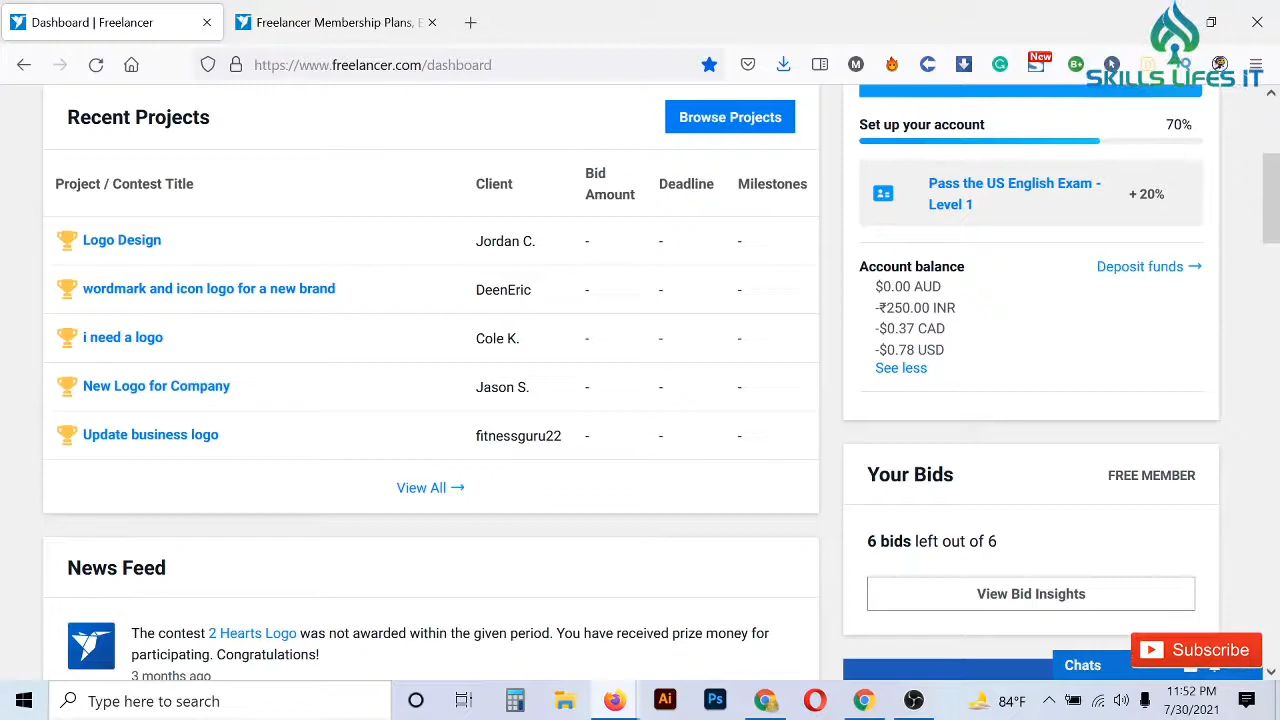 Dashboard | Freelancer
Freelancer Membership Plans, E
https://www.freelancer.com/dashboard
New
SKILLS LIFES IT
Recent Projects
Browse Projects
Project / Contest Title
Client
Bid
Amount
Deadline
Milestones
Logo Design
Jordan C.
-
-
-
wordmark and icon logo for a new brand
DeenEric
-
-
-
i need a logo
Cole K.
-
-
-
New Logo for Company
Jason S.
-
-
-
Update business logo
fitnessguru22
-
-
-
View All →
News Feed
The contest 2 Hearts Logo was not awarded within the given period. You have received prize money for
participating. Congratulations!
3 months ago
Set up your account
70%
Pass the US English Exam -
Level 1
+ 20%
Account balance
Deposit funds →
$0.00 AUD
-₹250.00 INR
-$0.37 CAD
-$0.78 USD
See less
Your Bids
FREE MEMBER
6 bids left out of 6
View Bid Insights
Subscribe
Chats
Type here to search
Ai
Ps
84°F
11:52 PM
7/30/2021